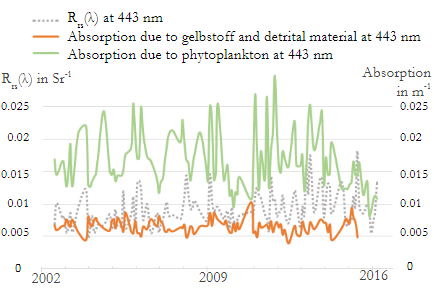 R_rs(λ) at 443 nm
Absorption due to gelbstoff and detrital material at 443 nm
Absorption due to phytoplankton at 443 nm
R_rs(λ) in Sr⁻¹
Absorption in m⁻¹
0.025 0.025
0.02 0.02
0.015 0.015
0.01 0.01
0.005 0.005
0 0
2002 2009 2016